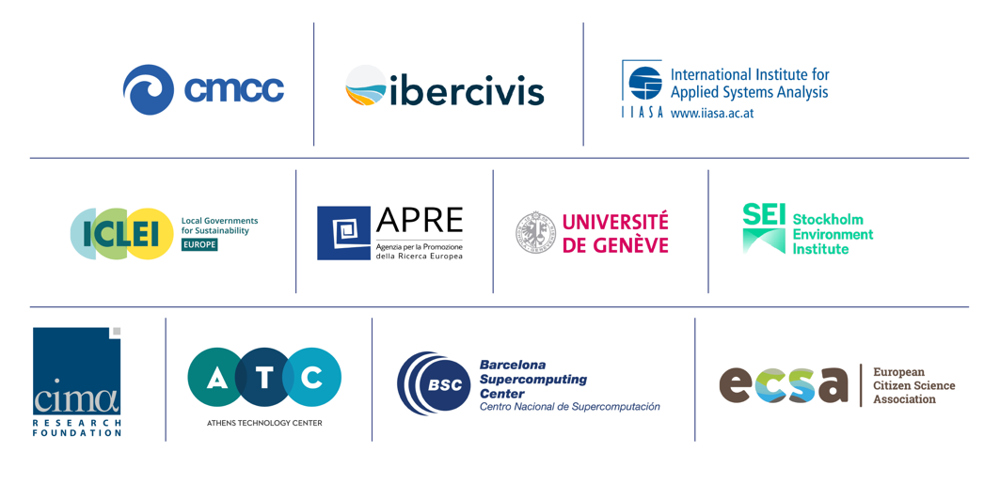 cmcc
ibercivis
IIASA
International Institute for
Applied Systems Analysis
www.iiasa.ac.at
ICLEI
Local Governments
for Sustainability
EUROPE
APRE
Agenzia per la Promozione
della Ricerca Europea
UNIVERSITÉ
DE GENÈVE
SEI
Stockholm
Environment
Institute
cima
RESEARCH
FOUNDATION
ATC
ATHENS TECHNOLOGY CENTER
BSC
Barcelona
Supercomputing
Center
Centro Nacional de Supercomputación
ecsa
European
Citizen Science
Association